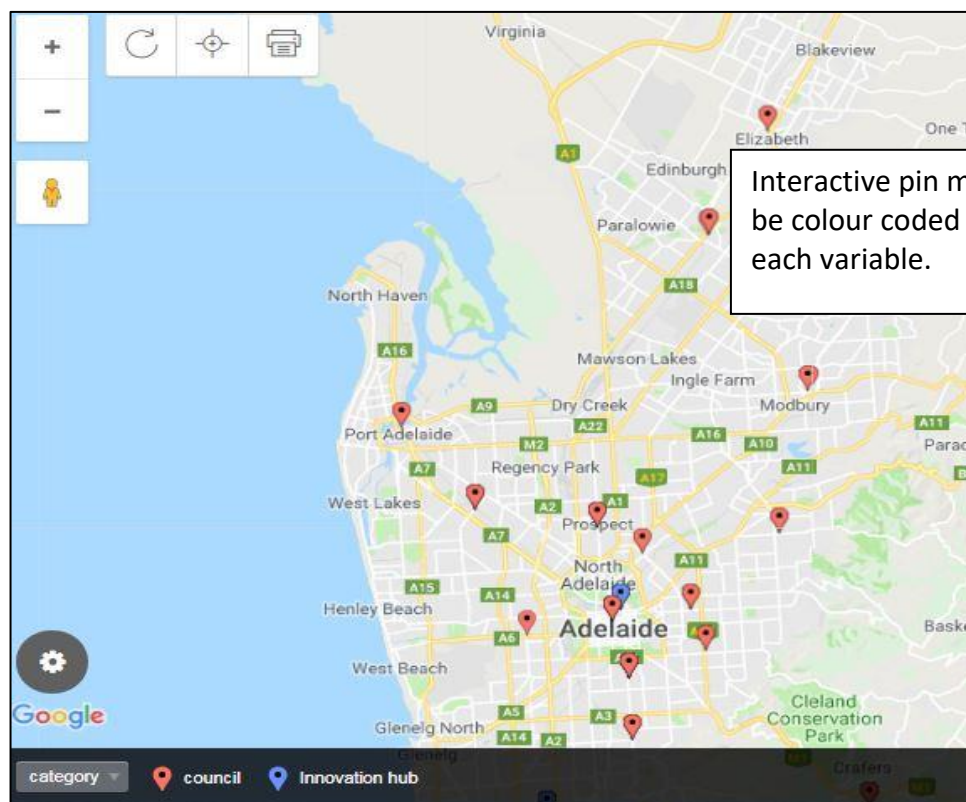 Virginia
Blakeview
One
Elizabeth
A1
Edinburgh
Interactive pin m
be colour coded
each variable.
Paralowie
A18
North Haven
A16
Mawson Lakes
Ingle Farm
Modbury
A9
Dry Creek
A22
A16
A10
A11
Port Adelaide
M2
Parac
A7
Regency Park
A17
A11
West Lakes
A2
A1
Prospect
A7
North
Adelaide
A11
A15
A14
Henley Beach
Adelaide
A6
Baske
West Beach
Cleland
Conservation
Park
Google
A5
A3
Glenelg North
A14
A2
Glenelg
Crafers
category
council
Innovation hub